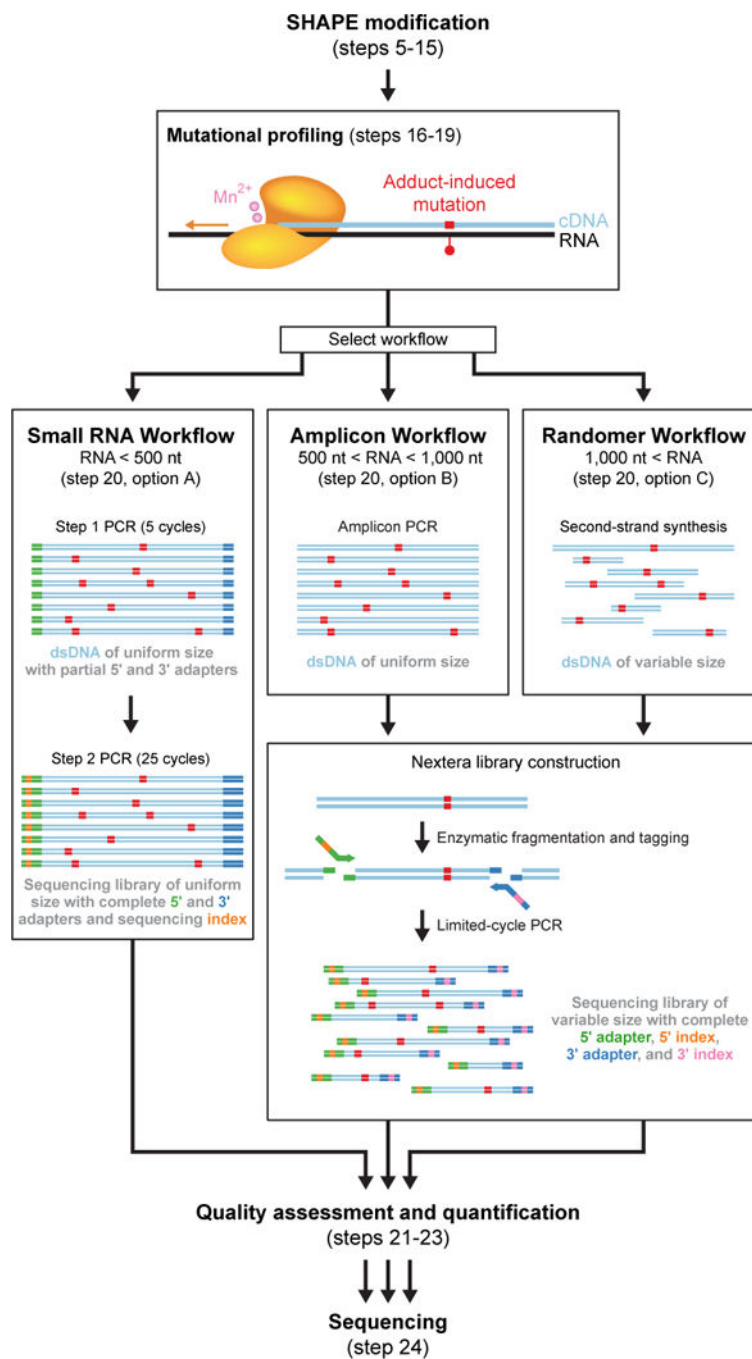 SHAPE modification
(steps 5-15)
Mutational profiling (steps 16-19)
Mn2+
Adduct-induced
mutation
cDNA
RNA
Select workflow
Small RNA Workflow
RNA < 500 nt
(step 20, option A)
Step 1 PCR (5 cycles)
dsDNA of uniform size
with partial 5' and 3' adapters
Step 2 PCR (25 cycles)
Sequencing library of uniform
size with complete 5' and 3'
adapters and sequencing index
Amplicon Workflow
500 nt < RNA < 1,000 nt
(step 20, option B)
Amplicon PCR
dsDNA of uniform size
Randomer Workflow
1,000 nt < RNA
(step 20, option C)
Second-strand synthesis
dsDNA of variable size
Nextera library construction
Enzymatic fragmentation and tagging
Limited-cycle PCR
Sequencing library of
variable size with complete
5' adapter, 5' index,
3' adapter, and 3' index
Quality assessment and quantification
(steps 21-23)
Sequencing
(step 24)